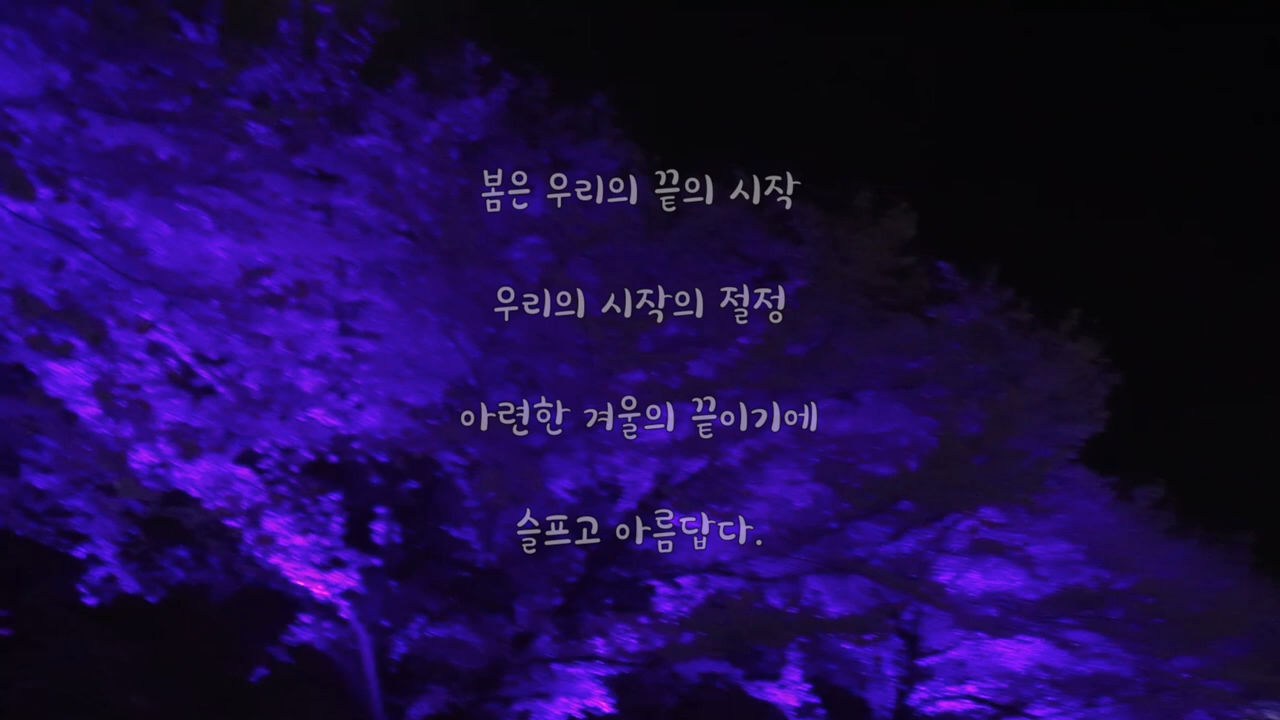 봄은 우리의 끝의 시작
우리의 시작의 절정
아련한 겨울의 끝이기에
슬프고 아름답다.